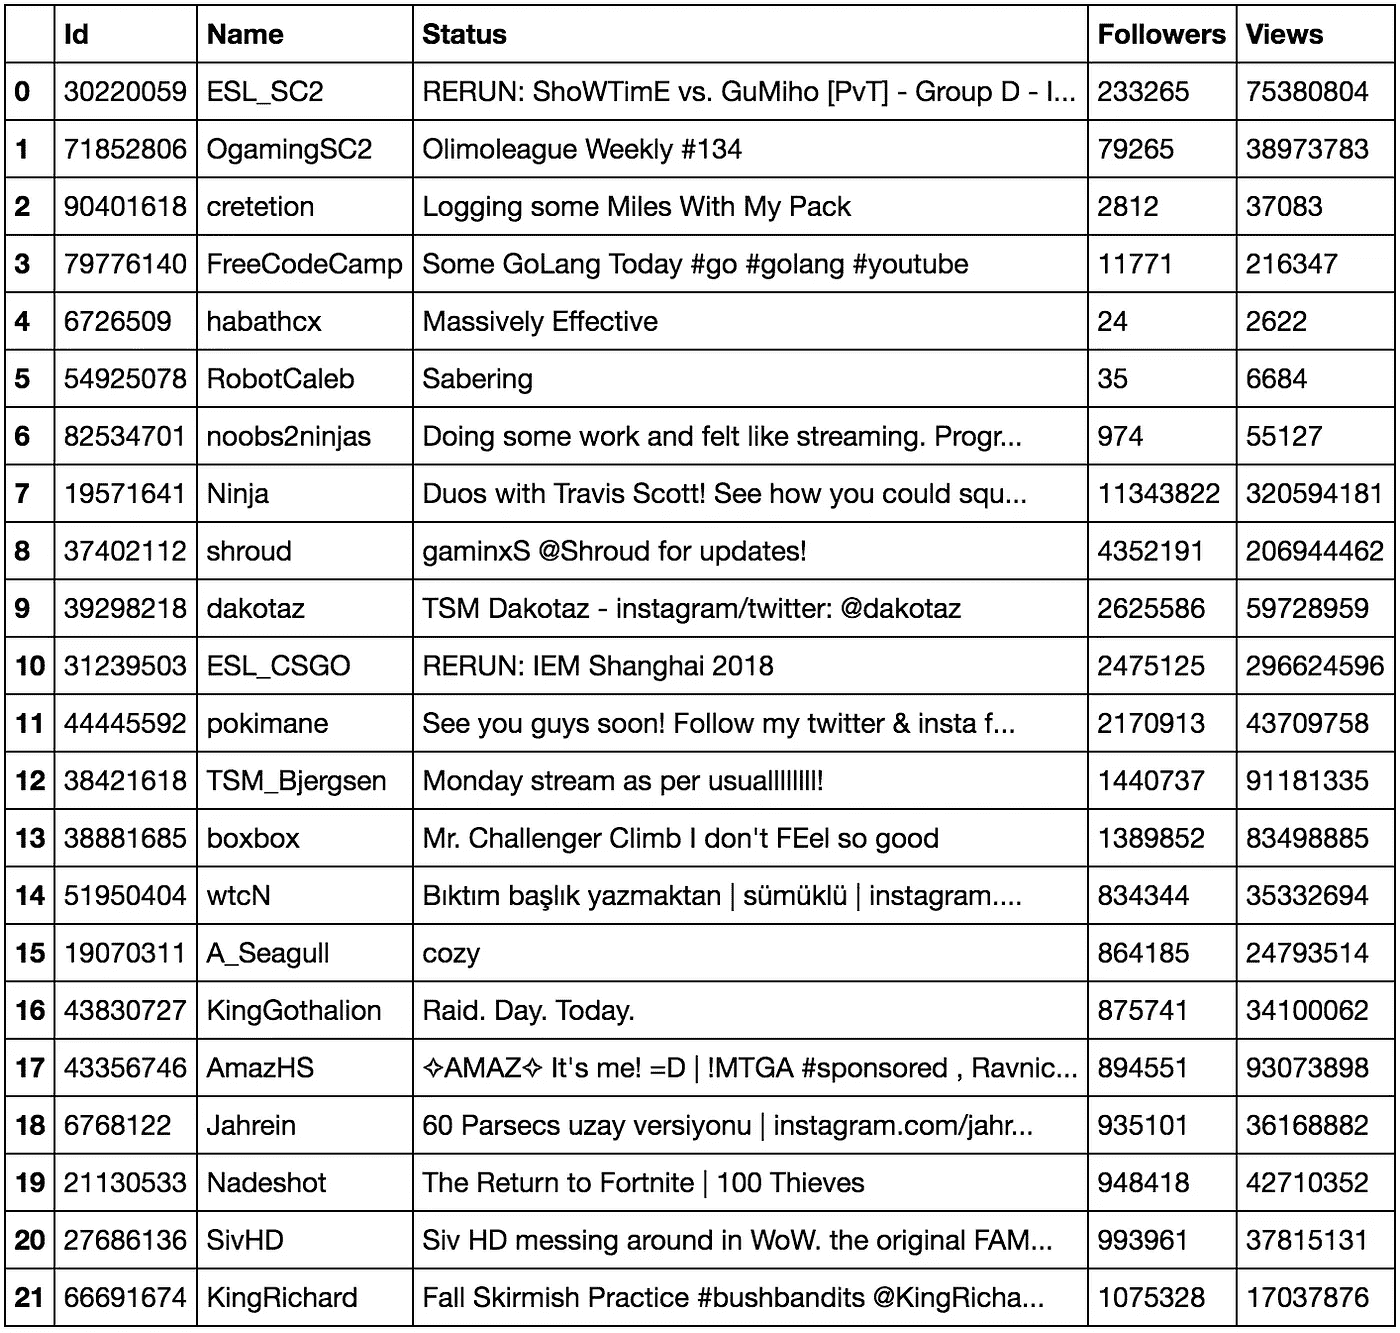 Id Name Status Followers Views
0 30220059 ESL_SC2 RERUN: ShoWTimE vs. GuMiho [PvT] - Group D - I... 233265 75380804
1 71852806 OgamingSC2 Olimoleague Weekly #134 79265 38973783
2 90401618 cretetion Logging some Miles With My Pack 2812 37083
3 79776140 FreeCodeCamp Some GoLang Today #go #golang #youtube 11771 216347
4 6726509 habathcx Massively Effective 24 2622
5 54925078 RobotCaleb Sabering 35 6684
6 82534701 noobs2ninjas Doing some work and felt like streaming. Progr... 974 55127
7 19571641 Ninja Duos with Travis Scott! See how you could squ... 11343822 320594181
8 37402112 shroud gaminxS @Shroud for updates! 4352191 206944462
9 39298218 dakotaz TSM Dakotaz - instagram/twitter: @dakotaz 2625586 59728959
10 31239503 ESL_CSGO RERUN: IEM Shanghai 2018 2475125 296624596
11 44445592 pokimane See you guys soon! Follow my twitter & insta f... 2170913 43709758
12 38421618 TSM_Bjergsen Monday stream as per usualllllllll! 1440737 91181335
13 38881685 boxbox Mr. Challenger Climb I don't FEel so good 1389852 83498885
14 51950404 wtcN Bıktım başlık yazmaktan | sümüklü | instagram.... 834344 35332694
15 19070311 A_Seagull cozy 864185 24793514
16 43830727 KingGothalion Raid. Day. Today. 875741 34100062
17 43356746 AmazHS ✧AMAZ✧ It's me! =D | !MTGA #sponsored , Ravnic... 894551 93073898
18 6768122 Jahrein 60 Parsecs uzay versiyonu | instagram.com/jahr... 935101 36168882
19 21130533 Nadeshot The Return to Fortnite | 100 Thieves 948418 42710352
20 27686136 SivHD Siv HD messing around in WoW. the original FAM... 993961 37815131
21 66691674 KingRichard Fall Skirmish Practice #bushbandits @KingRicha... 1075328 17037876